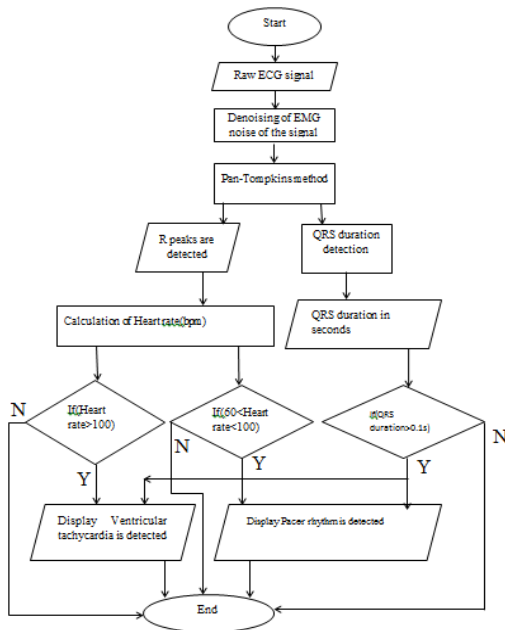 Start
Raw ECG signal
Denoising of EMG
noise of the signal
Pan-Tompkins method
R peaks are
detected
QRS duration
detection
Calculation of Heart rate(bpm)
QRS duration in
seconds
N
If(Heart
rate>100)
Y
If(60<Heart
rate<100)
N
Y
if(QRS
duration>0.1s)
Y
N
Display Ventricular
tachycardia is detected
Display Pacer rhythm is detected
End